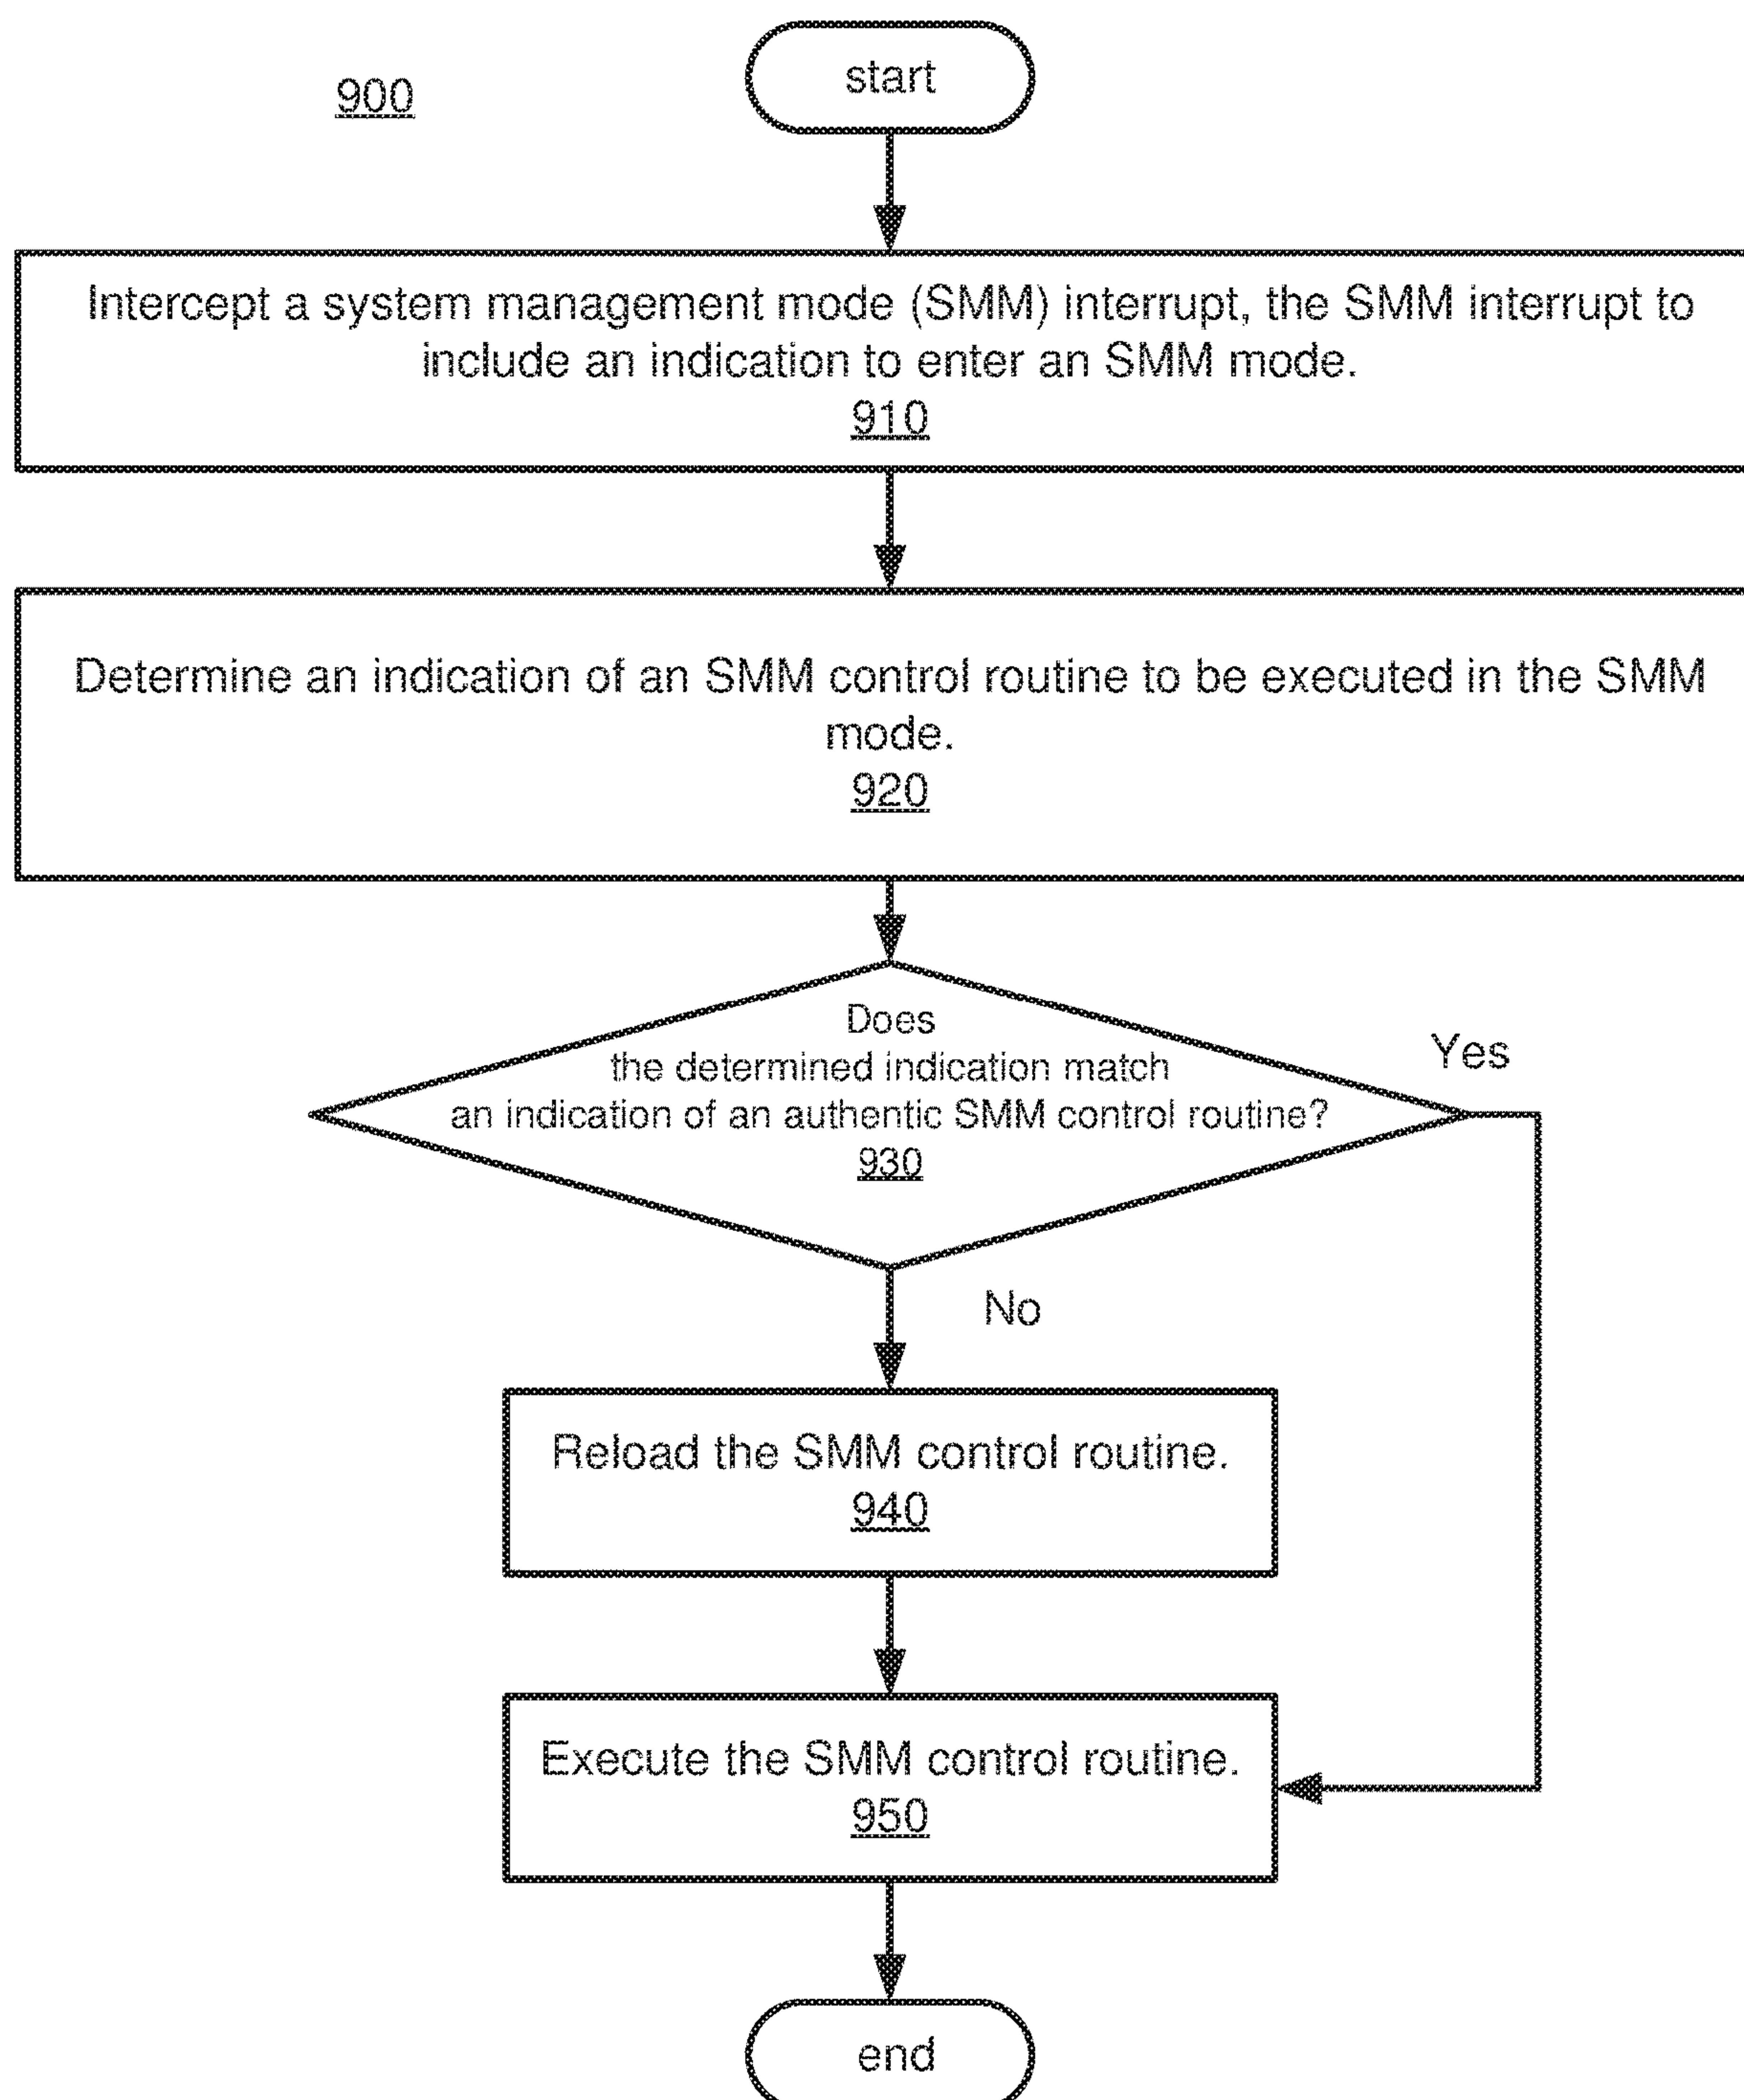 start
900
Intercept a system management mode (SMM) interrupt, the SMM interrupt to
include an indication to enter an SMM mode.
910
Determine an indication of an SMM control routine to be executed in the SMM
mode.
920
Does
the determined indication match
an indication of an authentic SMM control routine?
930
Yes
No
Reload the SMM control routine.
940
Execute the SMM control routine.
950
end